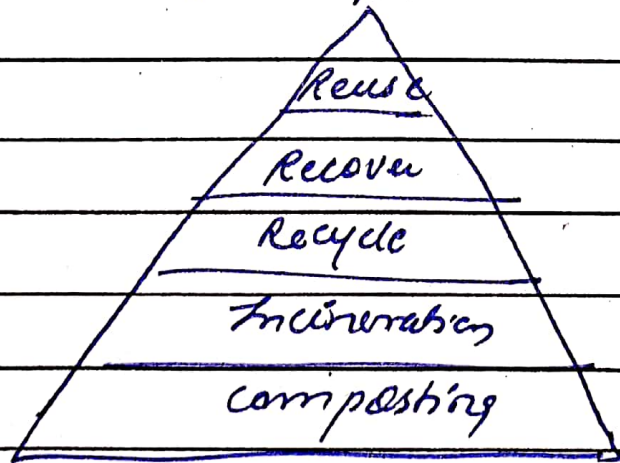 Reuse
Recover
Recycle
Incineration
composting